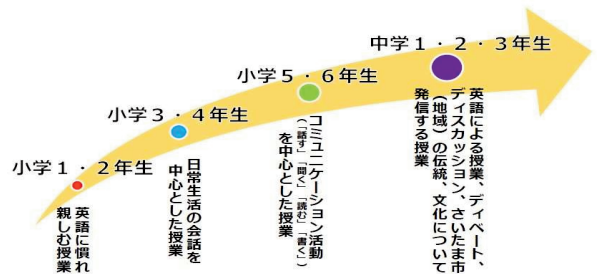 小学１・２年生
英語に慣れ
親しむ授業
小学３・４年生
日常生活の会話を
中心とした授業
小学５・６年生
コミュニケーション活動
（「話す」「聞く」「読む」「書く」）
を中心とした授業
中学１・２・３年生
英語による授業、ディベート、
ディスカッション、さいたま市
（地域）の伝統、文化について
発信する授業